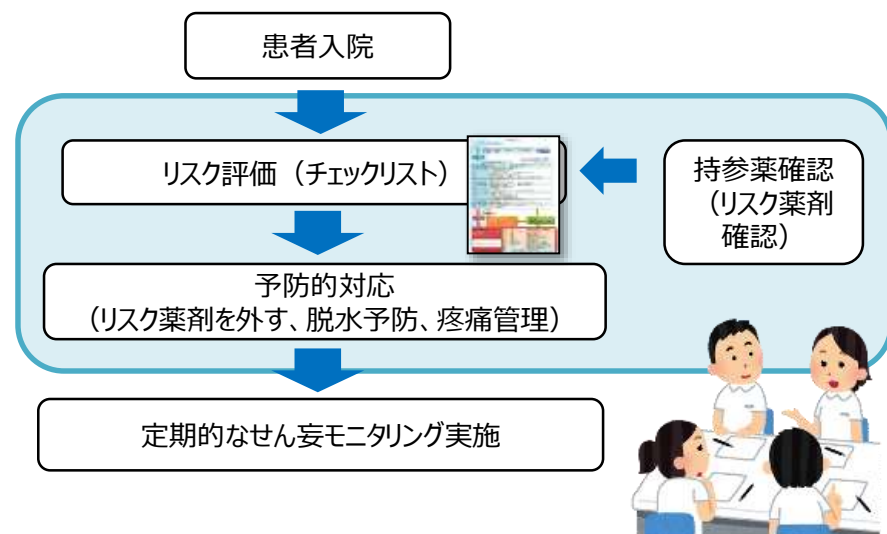 患者入院
リスク評価（チェックリスト）
持参薬確認
（リスク薬剤
確認）
予防的対応
（リスク薬剤を外す、脱水予防、疼痛管理）
定期的なせん妄モニタリング実施